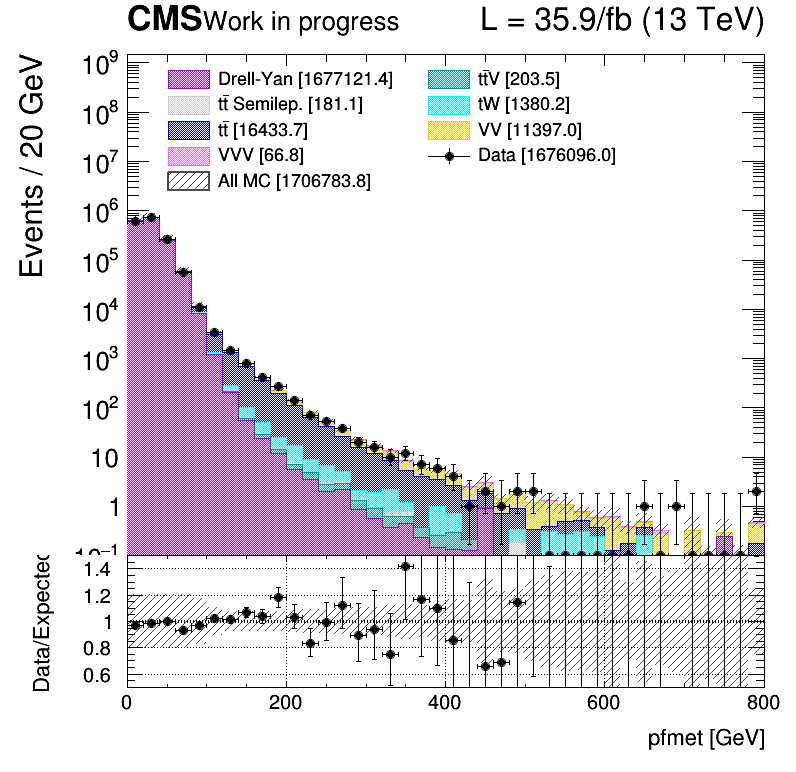 CMS Work in progress L = 35.9/fb (13 TeV)
Events / 20 GeV
10⁹
10⁸
10⁷
10⁶
10⁵
10⁴
10³
10²
10
1
10⁻¹
Drell-Yan [1677121.4]
tt̄ Semilep. [181.1]
tt̄ [16433.7]
VVV [66.8]
All MC [1706783.8]
tt̄V [203.5]
tW [1380.2]
VV [11397.0]
Data [1676096.0]
Data/Expected
1.4
1.2
1
0.8
0.6
0 200 400 600 800
pfmet [GeV]